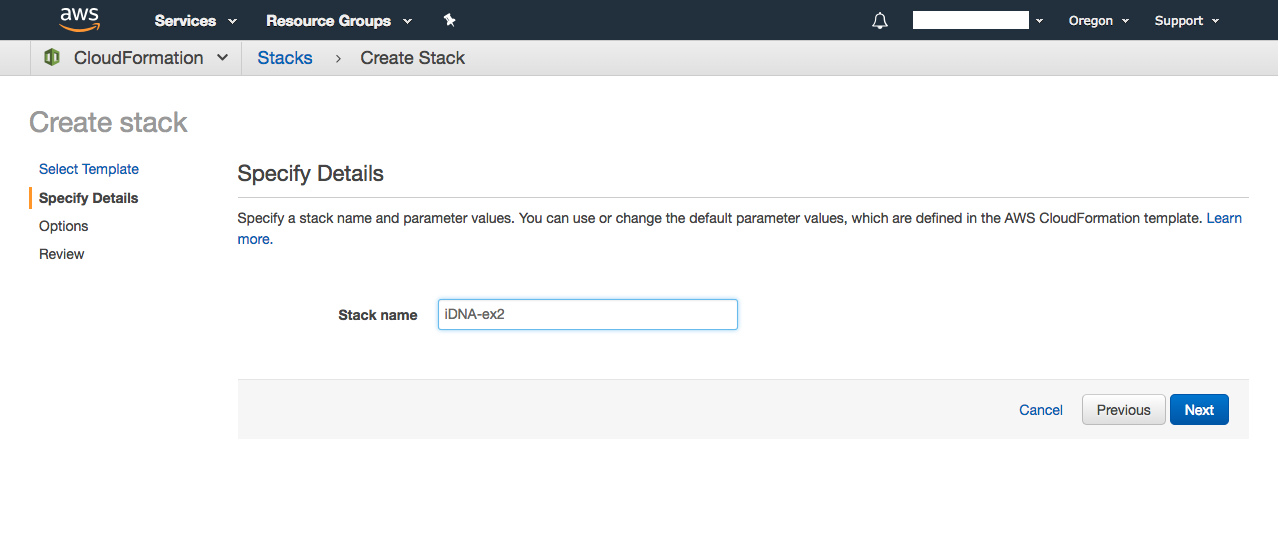 aws Services Resource Groups Oregon Support
CloudFormation Stacks › Create Stack
Create stack
Select Template
Specify Details
Options
Review
Specify Details
Specify a stack name and parameter values. You can use or change the default parameter values, which are defined in the AWS CloudFormation template. Learn
more.
Stack name iDNA-ex2
Cancel Previous Next